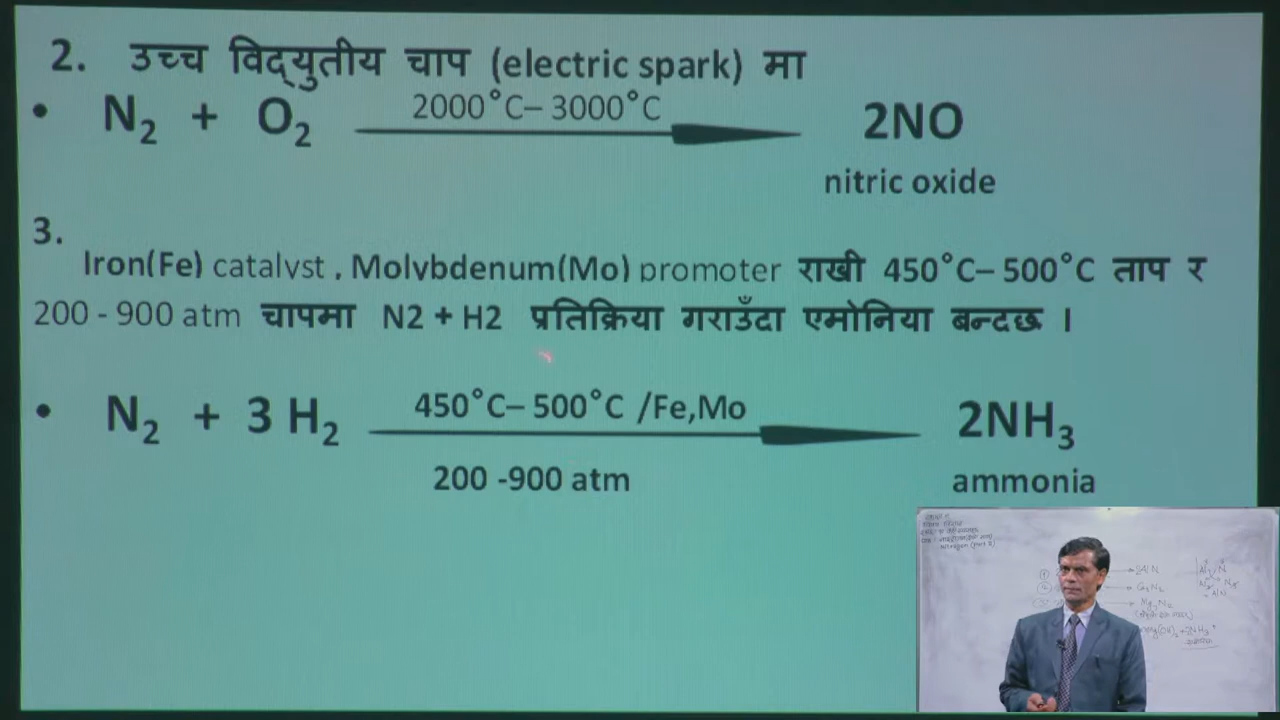 2. उच्च विद्युतीय चाप (electric spark) मा
• N₂ + O₂ 2000°C– 3000°C 2NO
nitric oxide
3.
Iron(Fe) catalyst , Molybdenum(Mo) promoter राखी 450°C– 500°C ताप र
200 - 900 atm चापमा N2 + H2 प्रतिक्रिया गराउँदा एमोनिया बन्दछ ।
• N₂ + 3 H₂ 450°C– 500°C /Fe,Mo 2NH₃
200 -900 atm ammonia